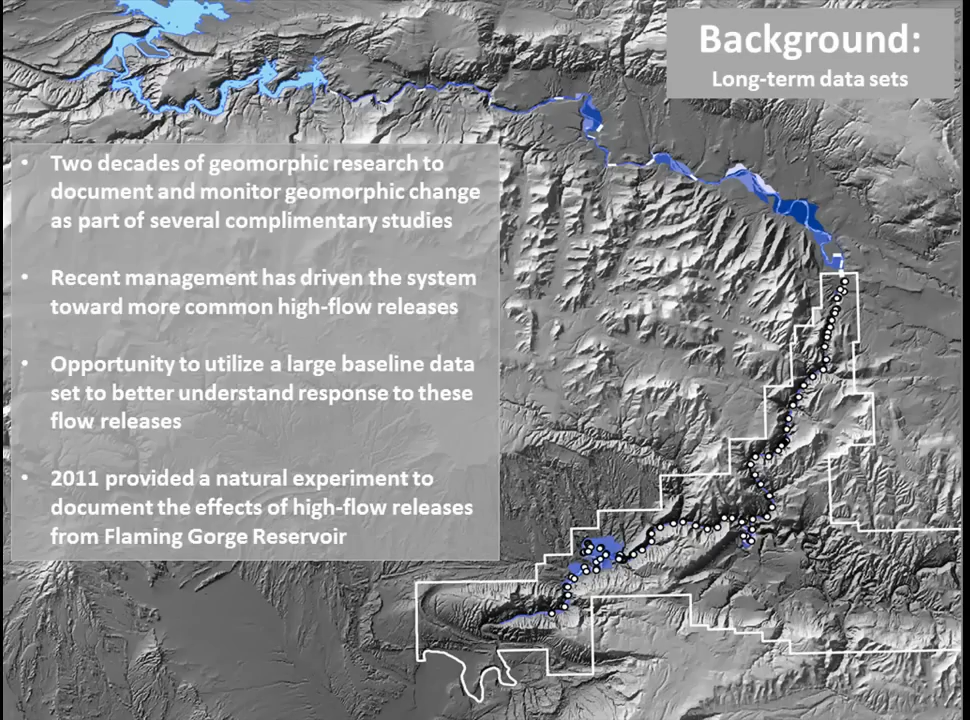 Background:
Long-term data sets
• Two decades of geomorphic research to
document and monitor geomorphic change
as part of several complimentary studies
• Recent management has driven the system
toward more common high-flow releases
• Opportunity to utilize a large baseline data
set to better understand response to these
flow releases
• 2011 provided a natural experiment to
document the effects of high-flow releases
from Flaming Gorge Reservoir